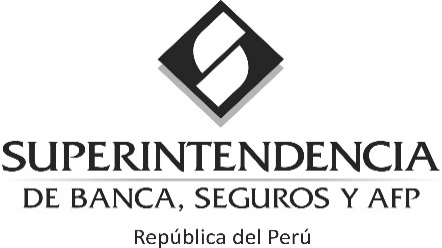 SUPERINTENDENCIA
DE BANCA, SEGUROS Y AFP
República del Perú